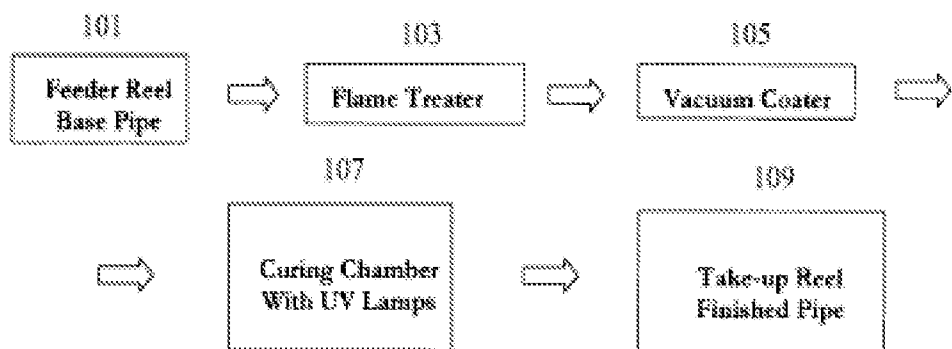 101
103
105
Feeder Reel
Base Pipe
Flame Treater
Vacuum Coater
107
109
Curing Chamber
With UV Lamps
Take-up Reel
Finished Pipe